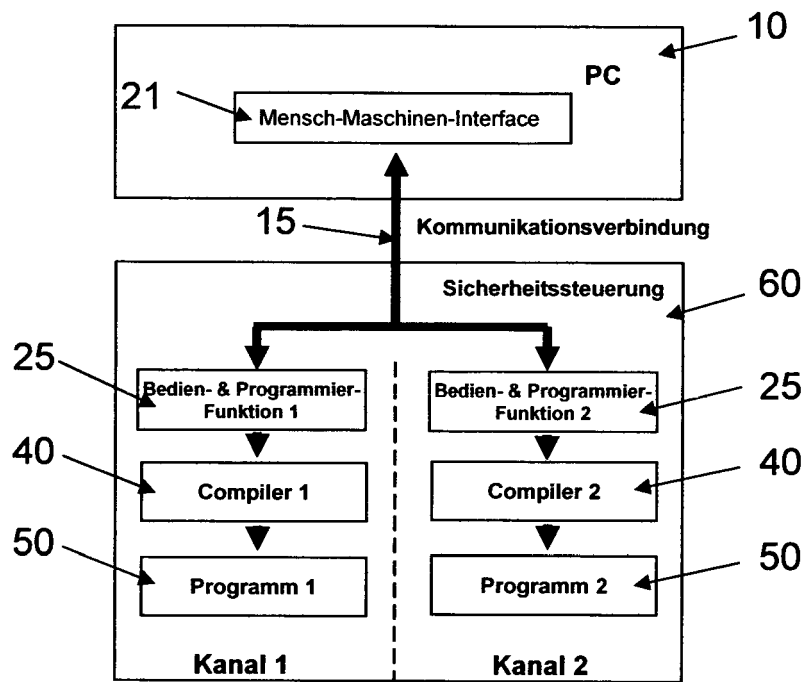 10
PC
21
Mensch-Maschinen-Interface
15
Kommunikationsverbindung
Sicherheitssteuerung
60
25
Bedien- & Programmier-
Funktion 1
Bedien- & Programmier-
Funktion 2
25
40
Compiler 1
Compiler 2
40
50
Programm 1
Programm 2
50
Kanal 1
Kanal 2